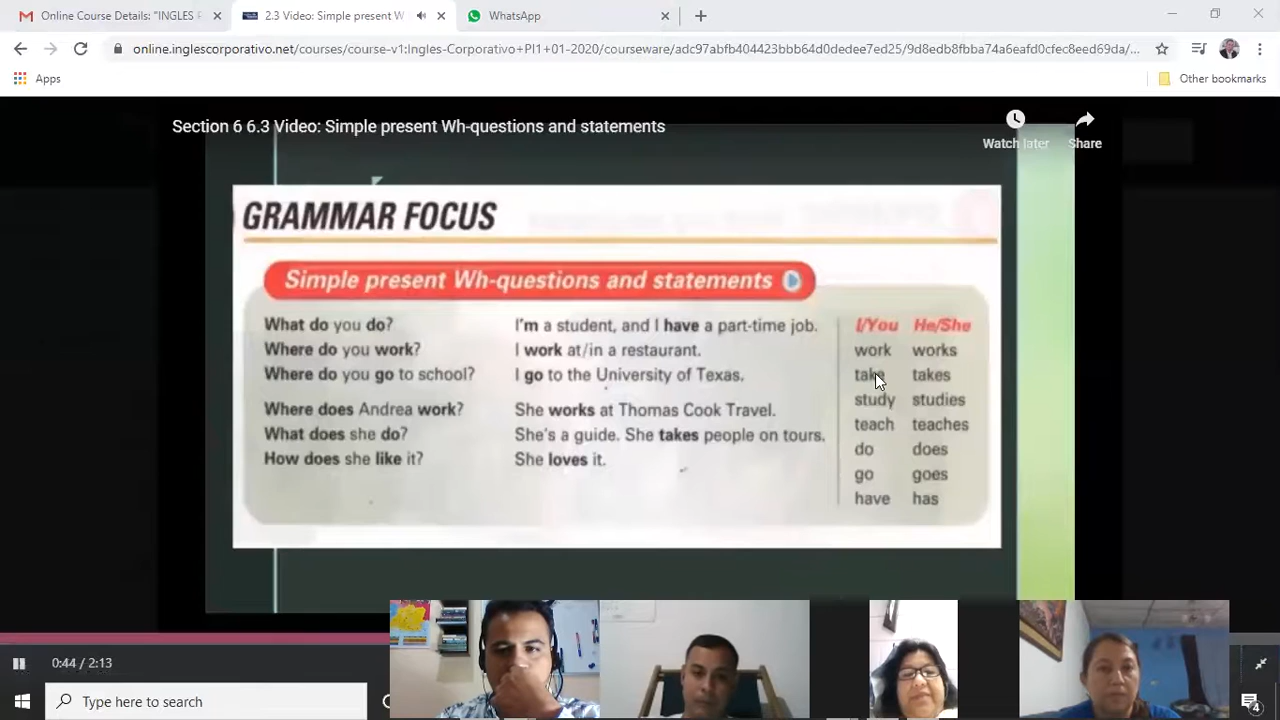 Online Course Details: "INGLES P
2.3 Video: Simple present W
WhatsApp
online.inglescorporativo.net/courses/course-v1:Ingles-Corporativo+PI1+01-2020/courseware/adc97abfb404423bbb64d0dedee7ed25/9d8edb8fbba74a6eafd0cfec8eed69da/...
Apps
Other bookmarks
Section 6 6.3 Video: Simple present Wh-questions and statements
Watch later
Share
GRAMMAR FOCUS
Simple present Wh-questions and statements
What do you do? I'm a student, and I have a part-time job. I/You He/She
Where do you work? I work at/in a restaurant. work works
Where do you go to school? I go to the University of Texas. take takes
study studies
Where does Andrea work? She works at Thomas Cook Travel. teach teaches
What does she do? She's a guide. She takes people on tours. do does
How does she like it? She loves it. go goes
have has
0:44 / 2:13
Type here to search
4